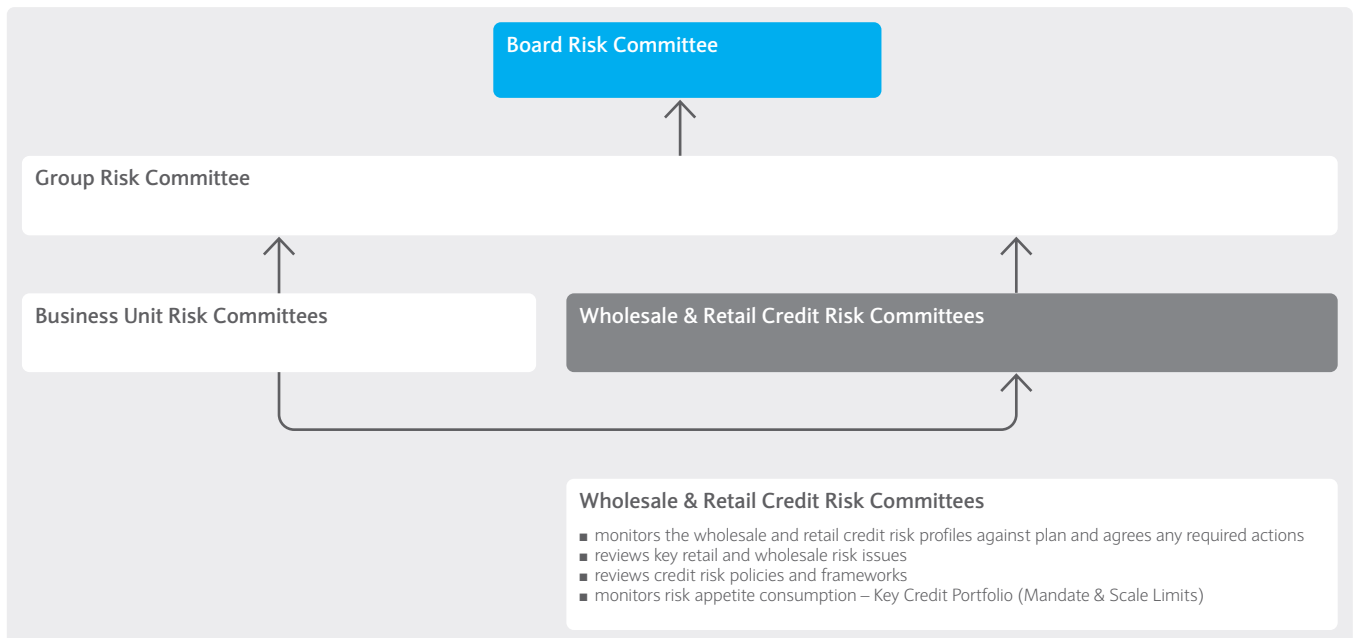 Board Risk Committee
Group Risk Committee
Business Unit Risk Committees
Wholesale & Retail Credit Risk Committees
Wholesale & Retail Credit Risk Committees
■ monitors the wholesale and retail credit risk profiles against plan and agrees any required actions
■ reviews key retail and wholesale risk issues
■ reviews credit risk policies and frameworks
■ monitors risk appetite consumption – Key Credit Portfolio (Mandate & Scale Limits)